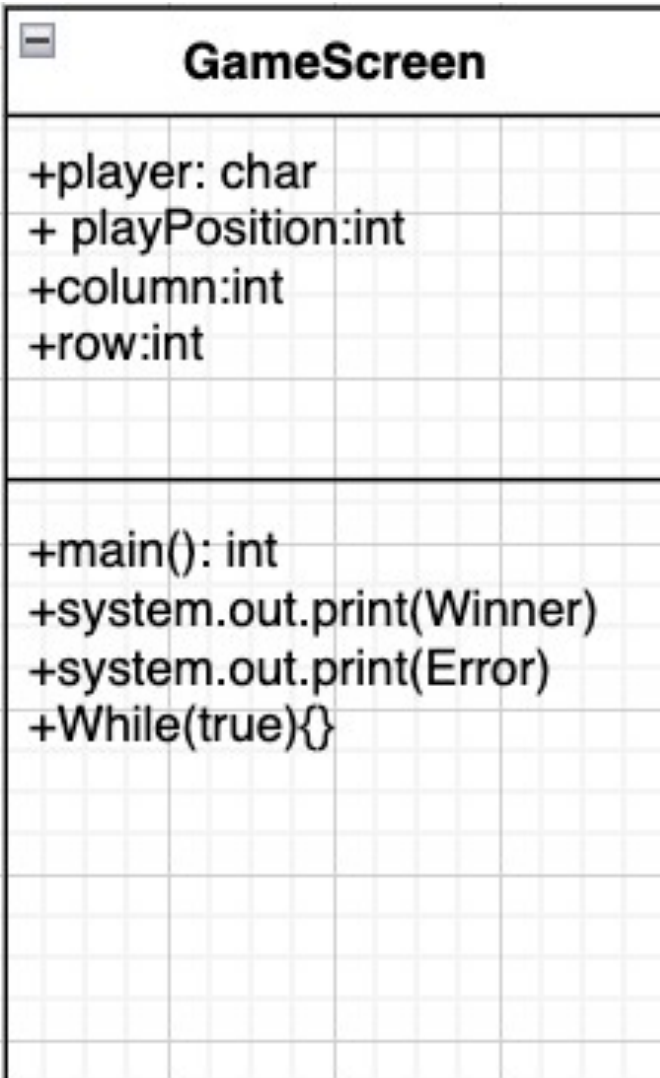 GameScreen
+player: char
+ playPosition:int
+column:int
+row:int
+main(): int
+system.out.print(Winner)
+system.out.print(Error)
+While(true){}